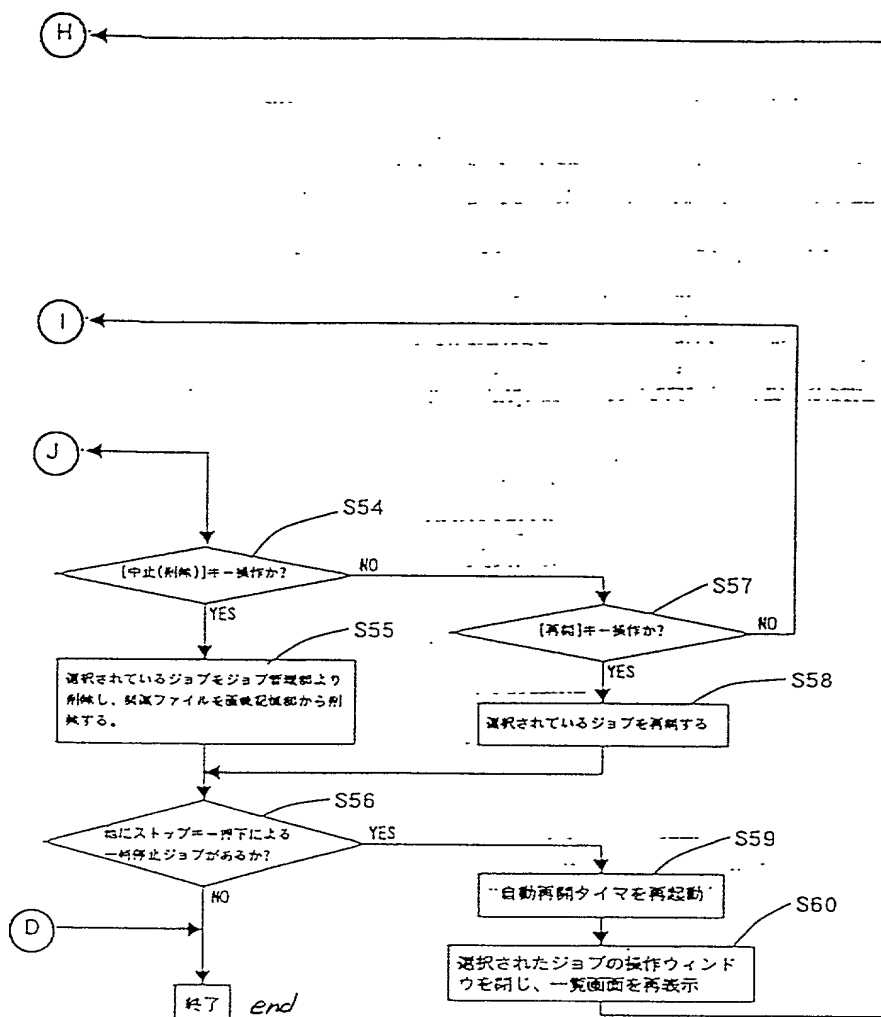 H
I
J
S54
[中止(削除)]キー操作か?
NO
S57
YES
[再開]キー操作か?
NO
S55
選択されているジョブをジョブ管理部より
削除し、関連ファイルを画像記憶部から削
除する。
YES
S58
選択されているジョブを再開する
S56
他にストップキー押下による
一時停止ジョブがあるか?
YES
S59
NO
自動再開タイマを再起動
D
S60
選択されたジョブの操作ウィンド
ウを閉じ、一覧画面を再表示
終了
end